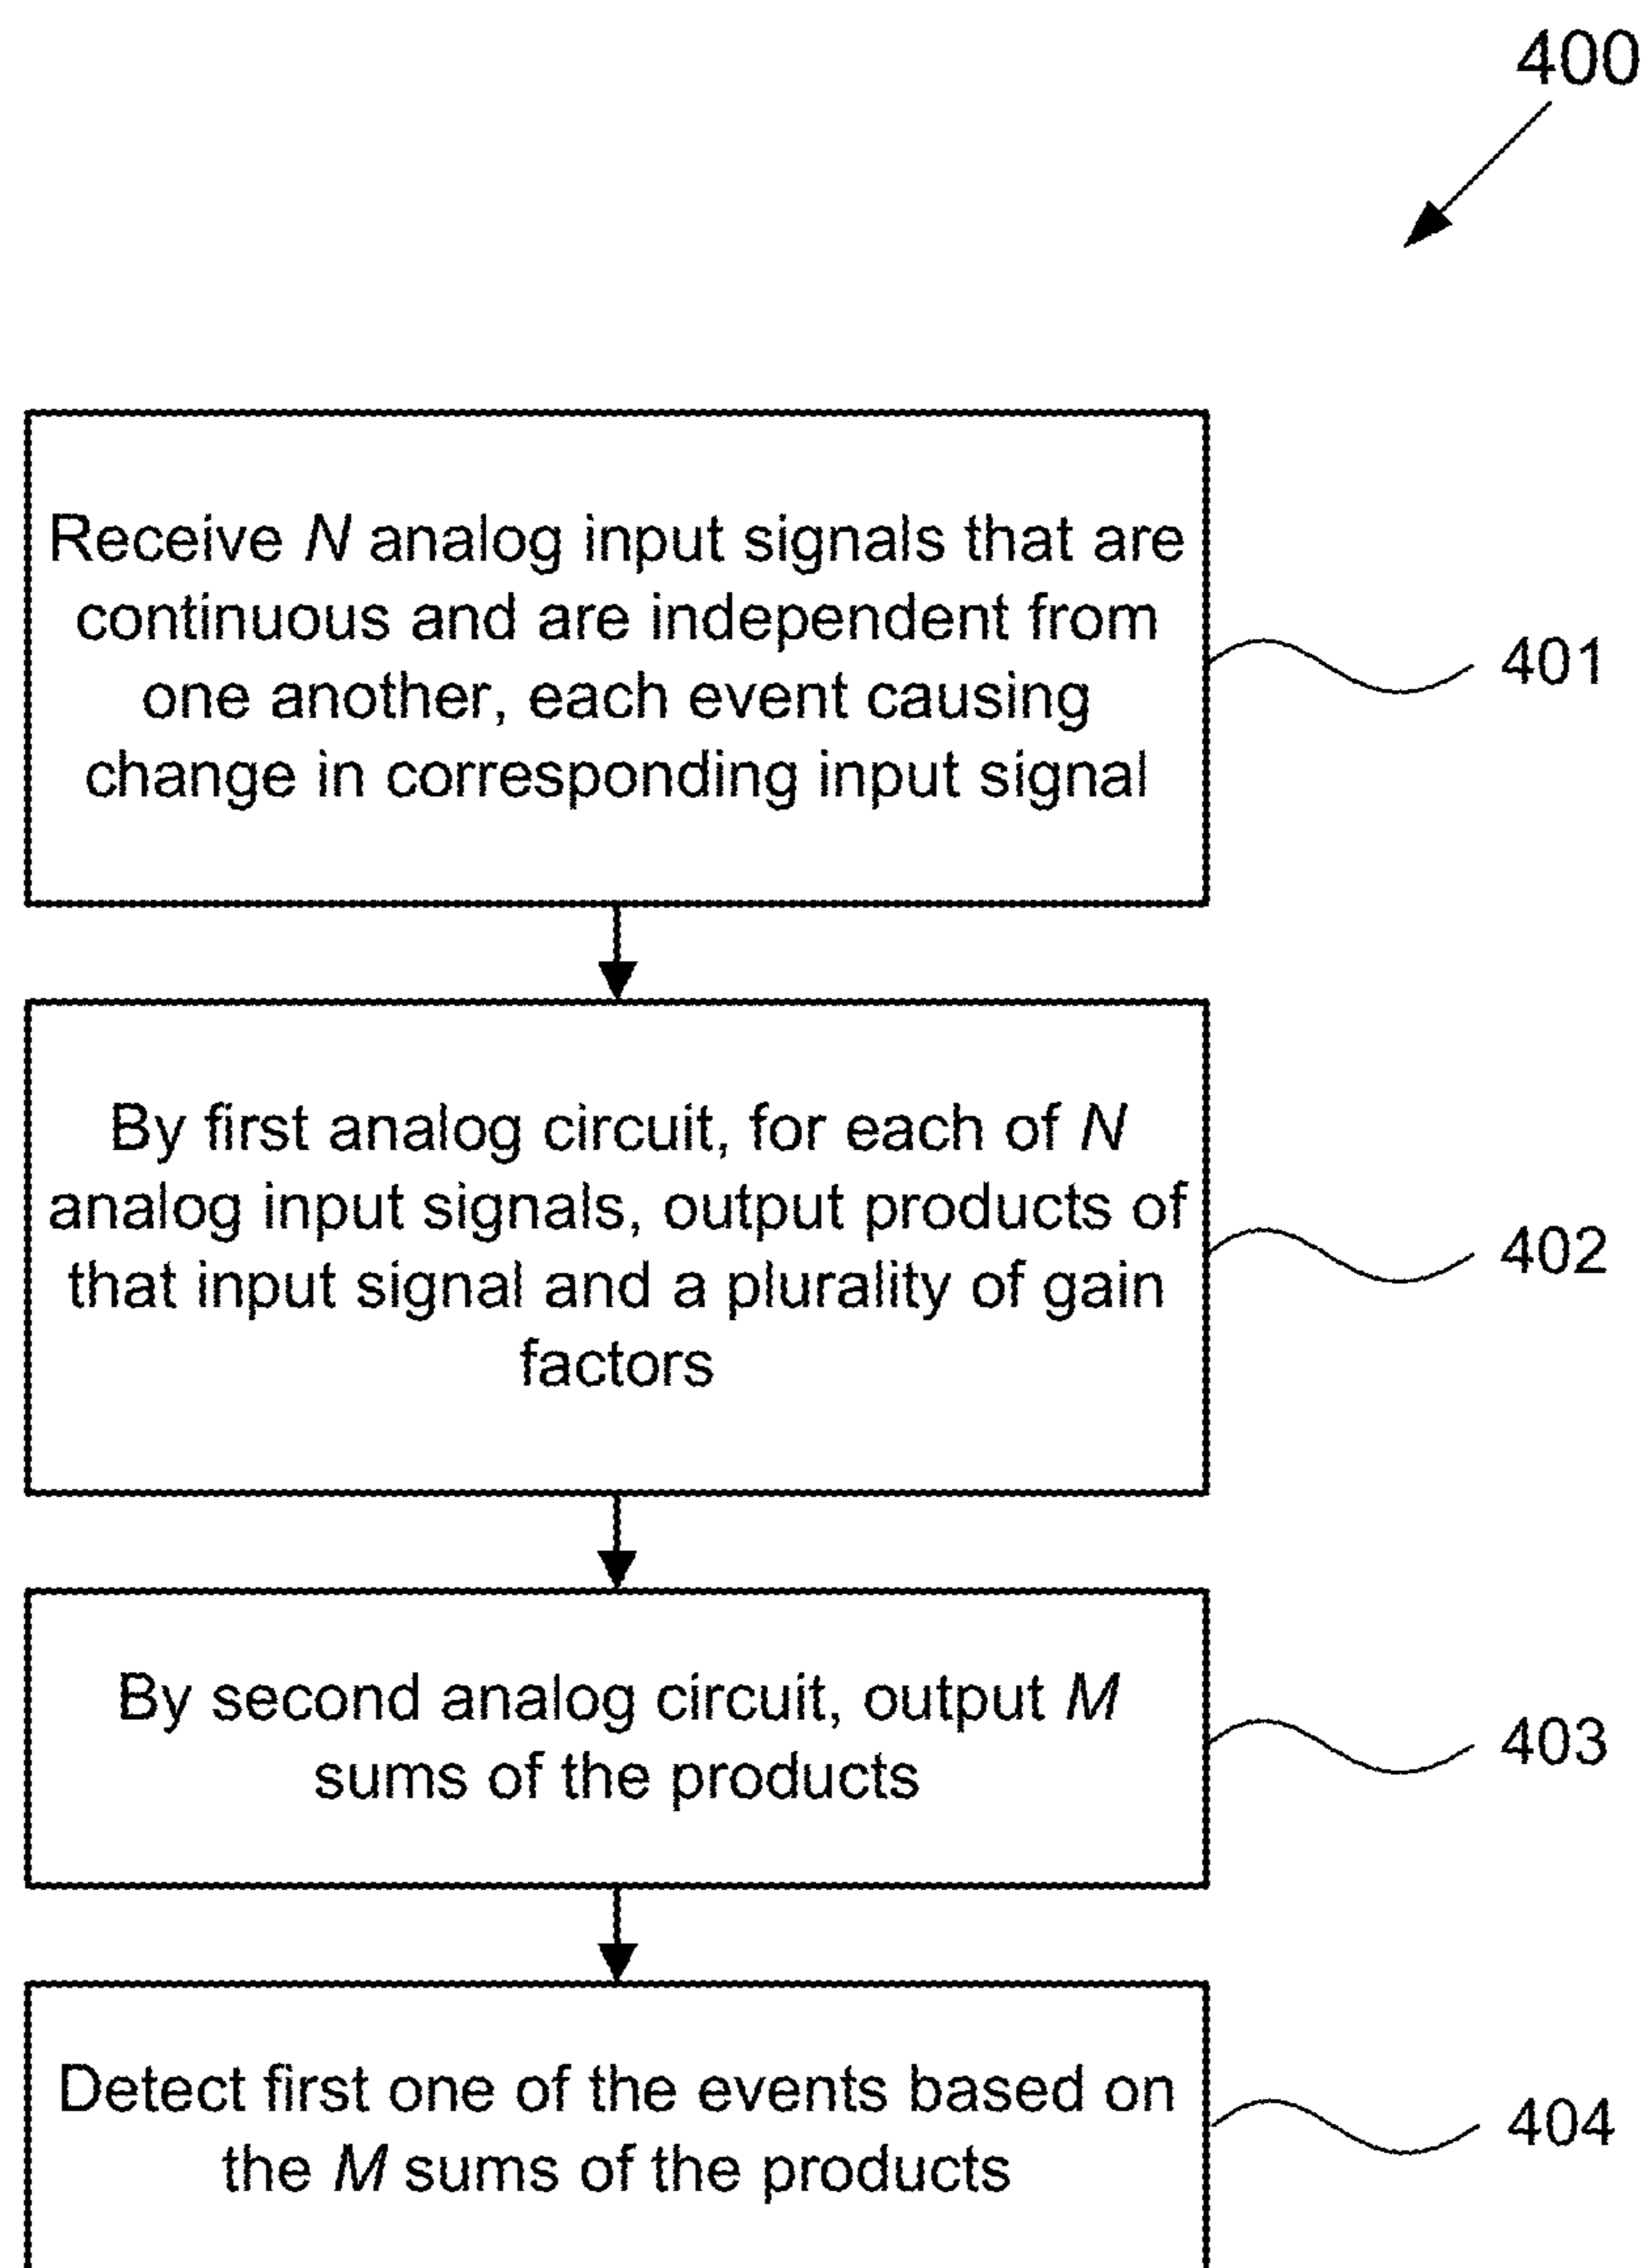 400
Receive N analog input signals that are
continuous and are independent from
one another, each event causing
change in corresponding input signal
401
By first analog circuit, for each of N
analog input signals, output products of
that input signal and a plurality of gain
factors
402
By second analog circuit, output M
sums of the products
403
Detect first one of the events based on
the M sums of the products
404